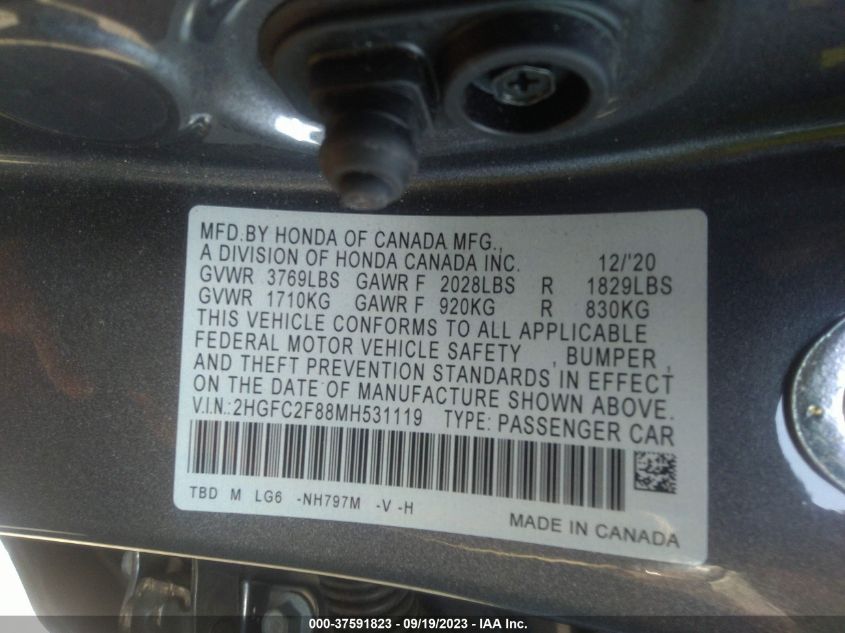 MFD.BY HONDA OF CANADA MFG.,
A DIVISION OF HONDA CANADA INC. 12/'20
GVWR 3769LBS GAWR F 2028LBS R 1829LBS
GVWR 1710KG GAWR F 920KG R 830KG
THIS VEHICLE CONFORMS TO ALL APPLICABLE
FEDERAL MOTOR VEHICLE SAFETY , BUMPER ,
AND THEFT PREVENTION STANDARDS IN EFFECT
ON THE DATE OF MANUFACTURE SHOWN ABOVE.
V.I.N.:2HGFC2F88MH531119 TYPE: PASSENGER CAR
TBD M LG6 -NH797M -V -H
MADE IN CANADA
000-37591823 - 09/19/2023 - IAA Inc.